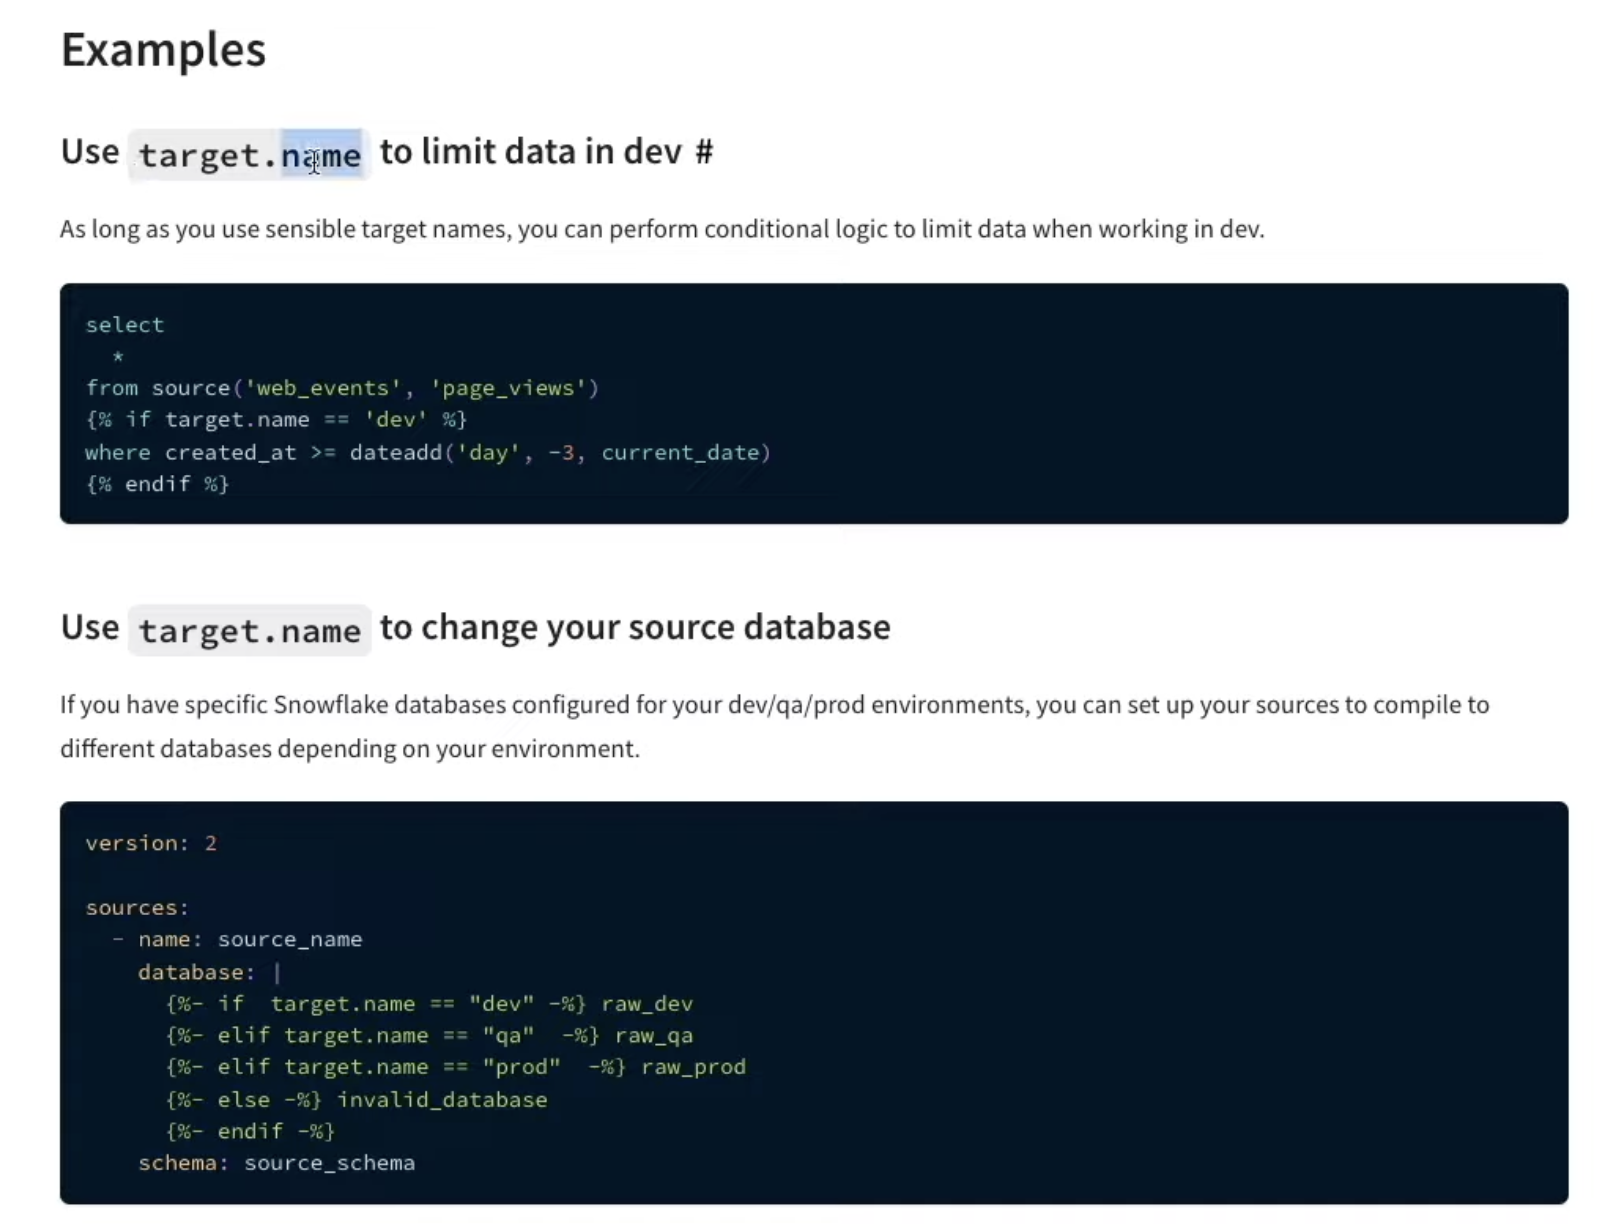 Examples
Use target.name to limit data in dev #
As long as you use sensible target names, you can perform conditional logic to limit data when working in dev.
select
  *
from source('web_events', 'page_views')
{% if target.name == 'dev' %}
where created_at >= dateadd('day', -3, current_date)
{% endif %}
Use target.name to change your source database
If you have specific Snowflake databases configured for your dev/qa/prod environments, you can set up your sources to compile to
different databases depending on your environment.
version: 2
sources:
  - name: source_name
    database: |
      {%- if  target.name == "dev" -%} raw_dev
      {%- elif target.name == "qa"  -%} raw_qa
      {%- elif target.name == "prod"  -%} raw_prod
      {%- else -%} invalid_database
      {%- endif -%}
    schema: source_schema